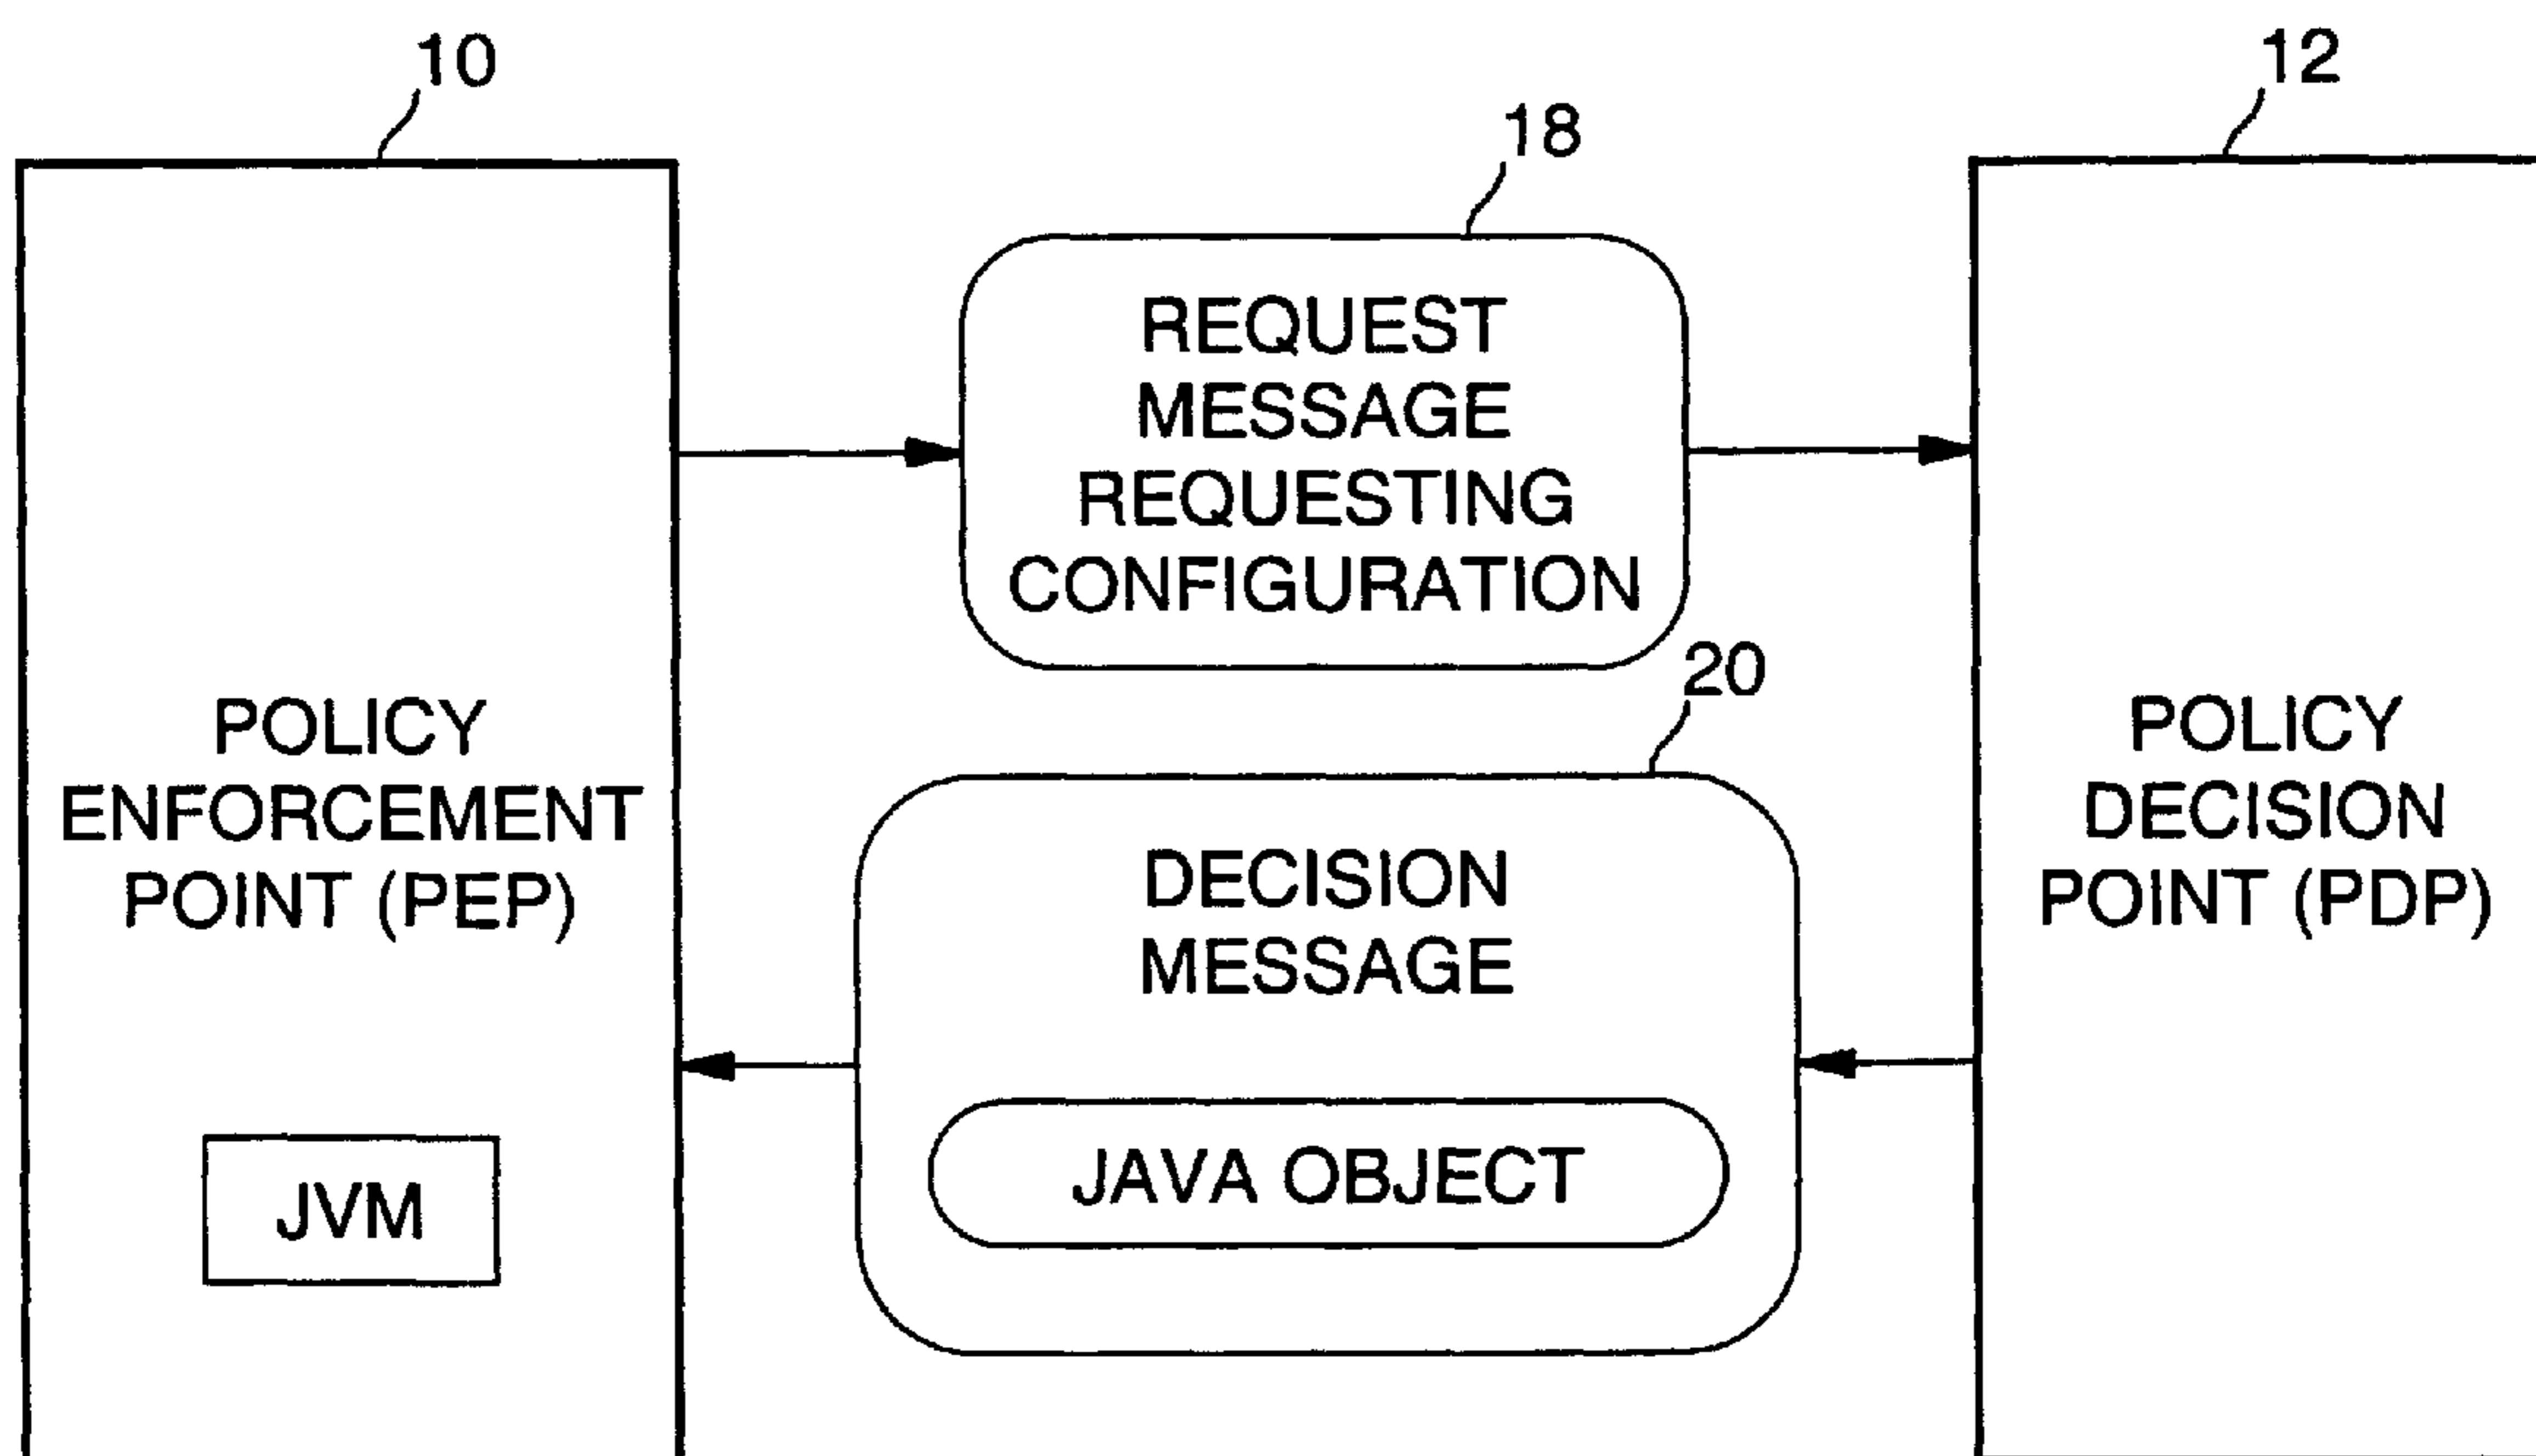 10
12
18
REQUEST
MESSAGE
REQUESTING
CONFIGURATION
20
POLICY
ENFORCEMENT
POINT (PEP)
POLICY
DECISION
POINT (PDP)
DECISION
MESSAGE
JAVA OBJECT
JVM